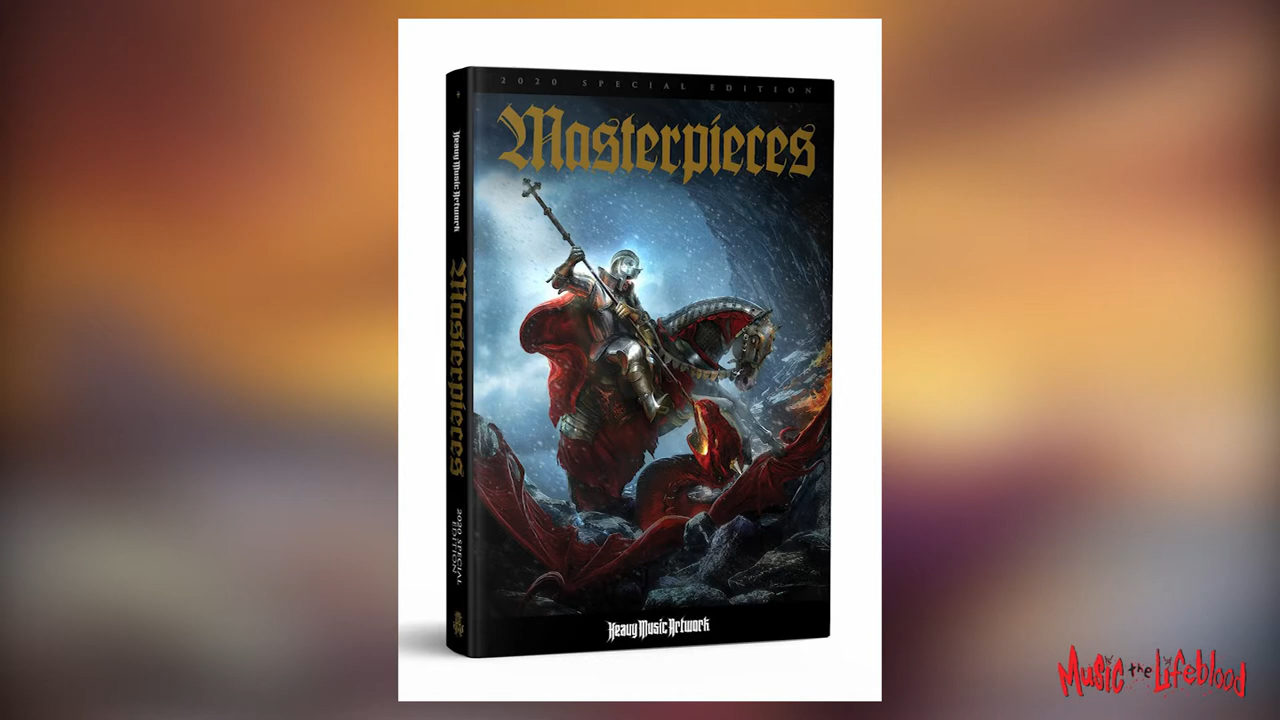 2020 SPECIAL EDITION
Masterpieces
Heavy Music Artwork
Heavy Music Artwork
Masterpieces
2020 SPECIAL
EDITION
Music the Lifeblood